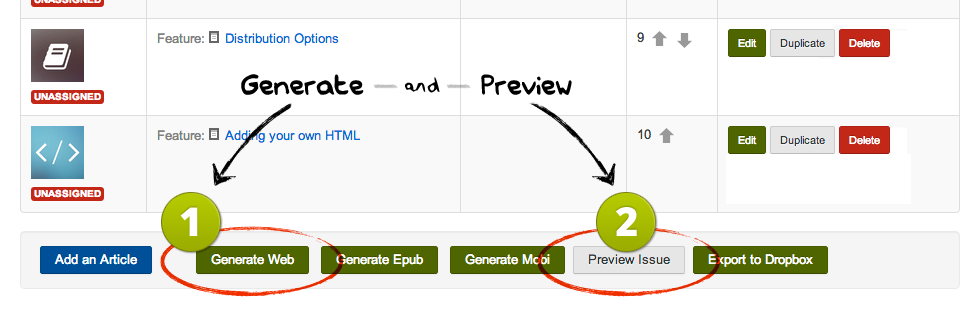 UNASSIGNED
Feature: Distribution Options
9
Edit
Duplicate
Delete
Generate — and — Preview
UNASSIGNED
Feature: Adding your own HTML
10
Edit
Duplicate
Delete
1
2
Add an Article
Generate Web
Generate Epub
Generate Mobi
Preview Issue
Export to Dropbox